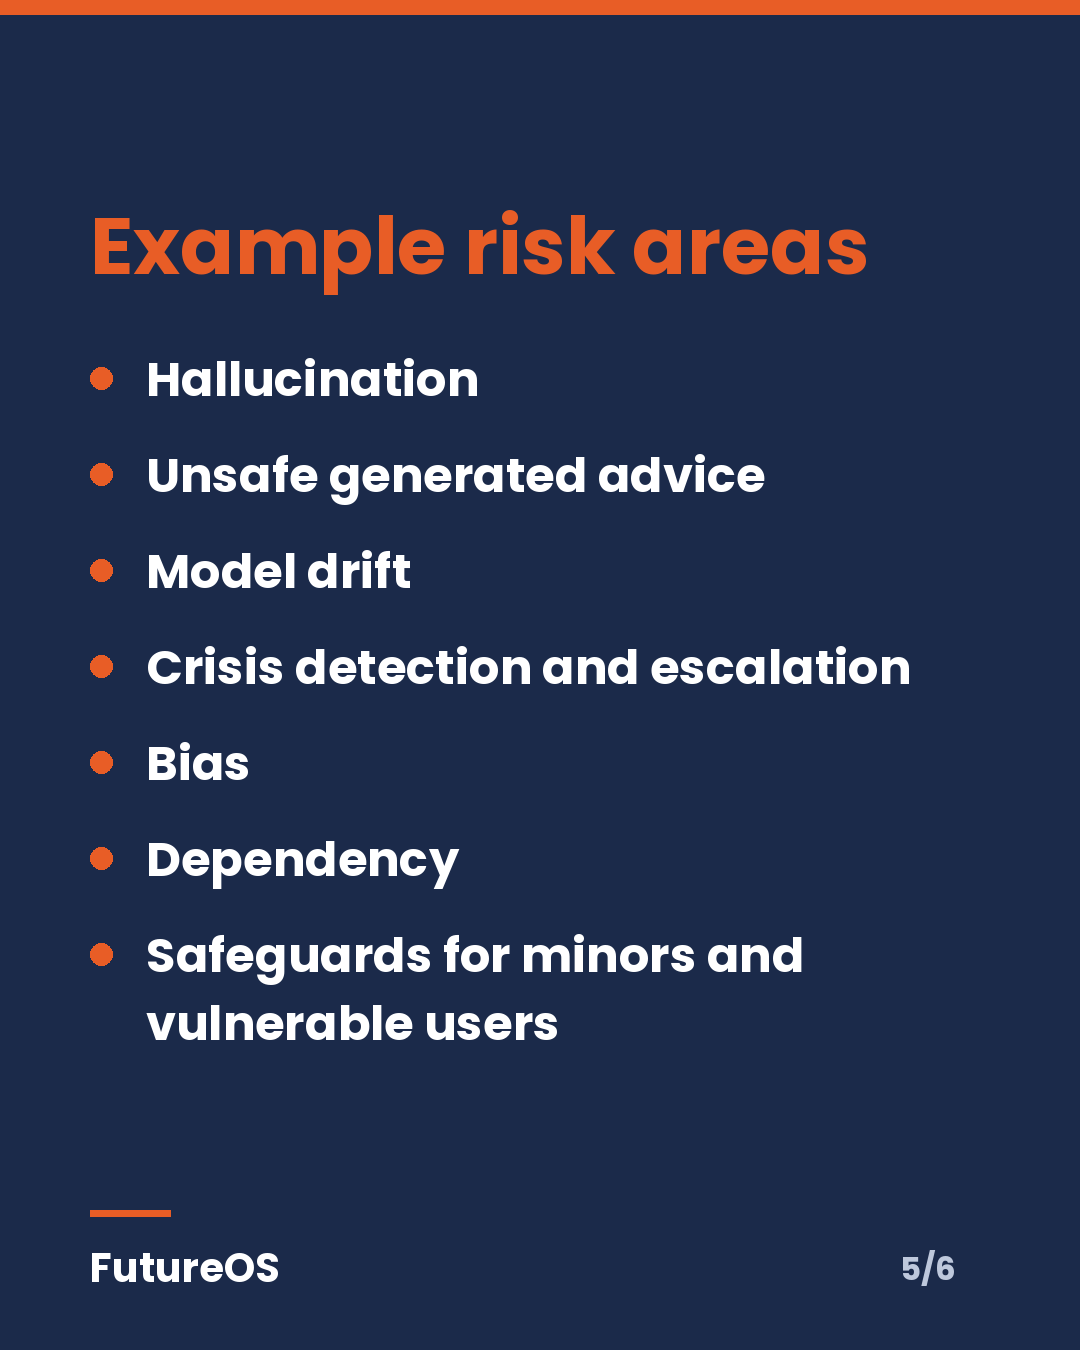 Example risk areas
Hallucination
Unsafe generated advice
Model drift
Crisis detection and escalation
Bias
Dependency
Safeguards for minors and
vulnerable users
FutureOS
5/6